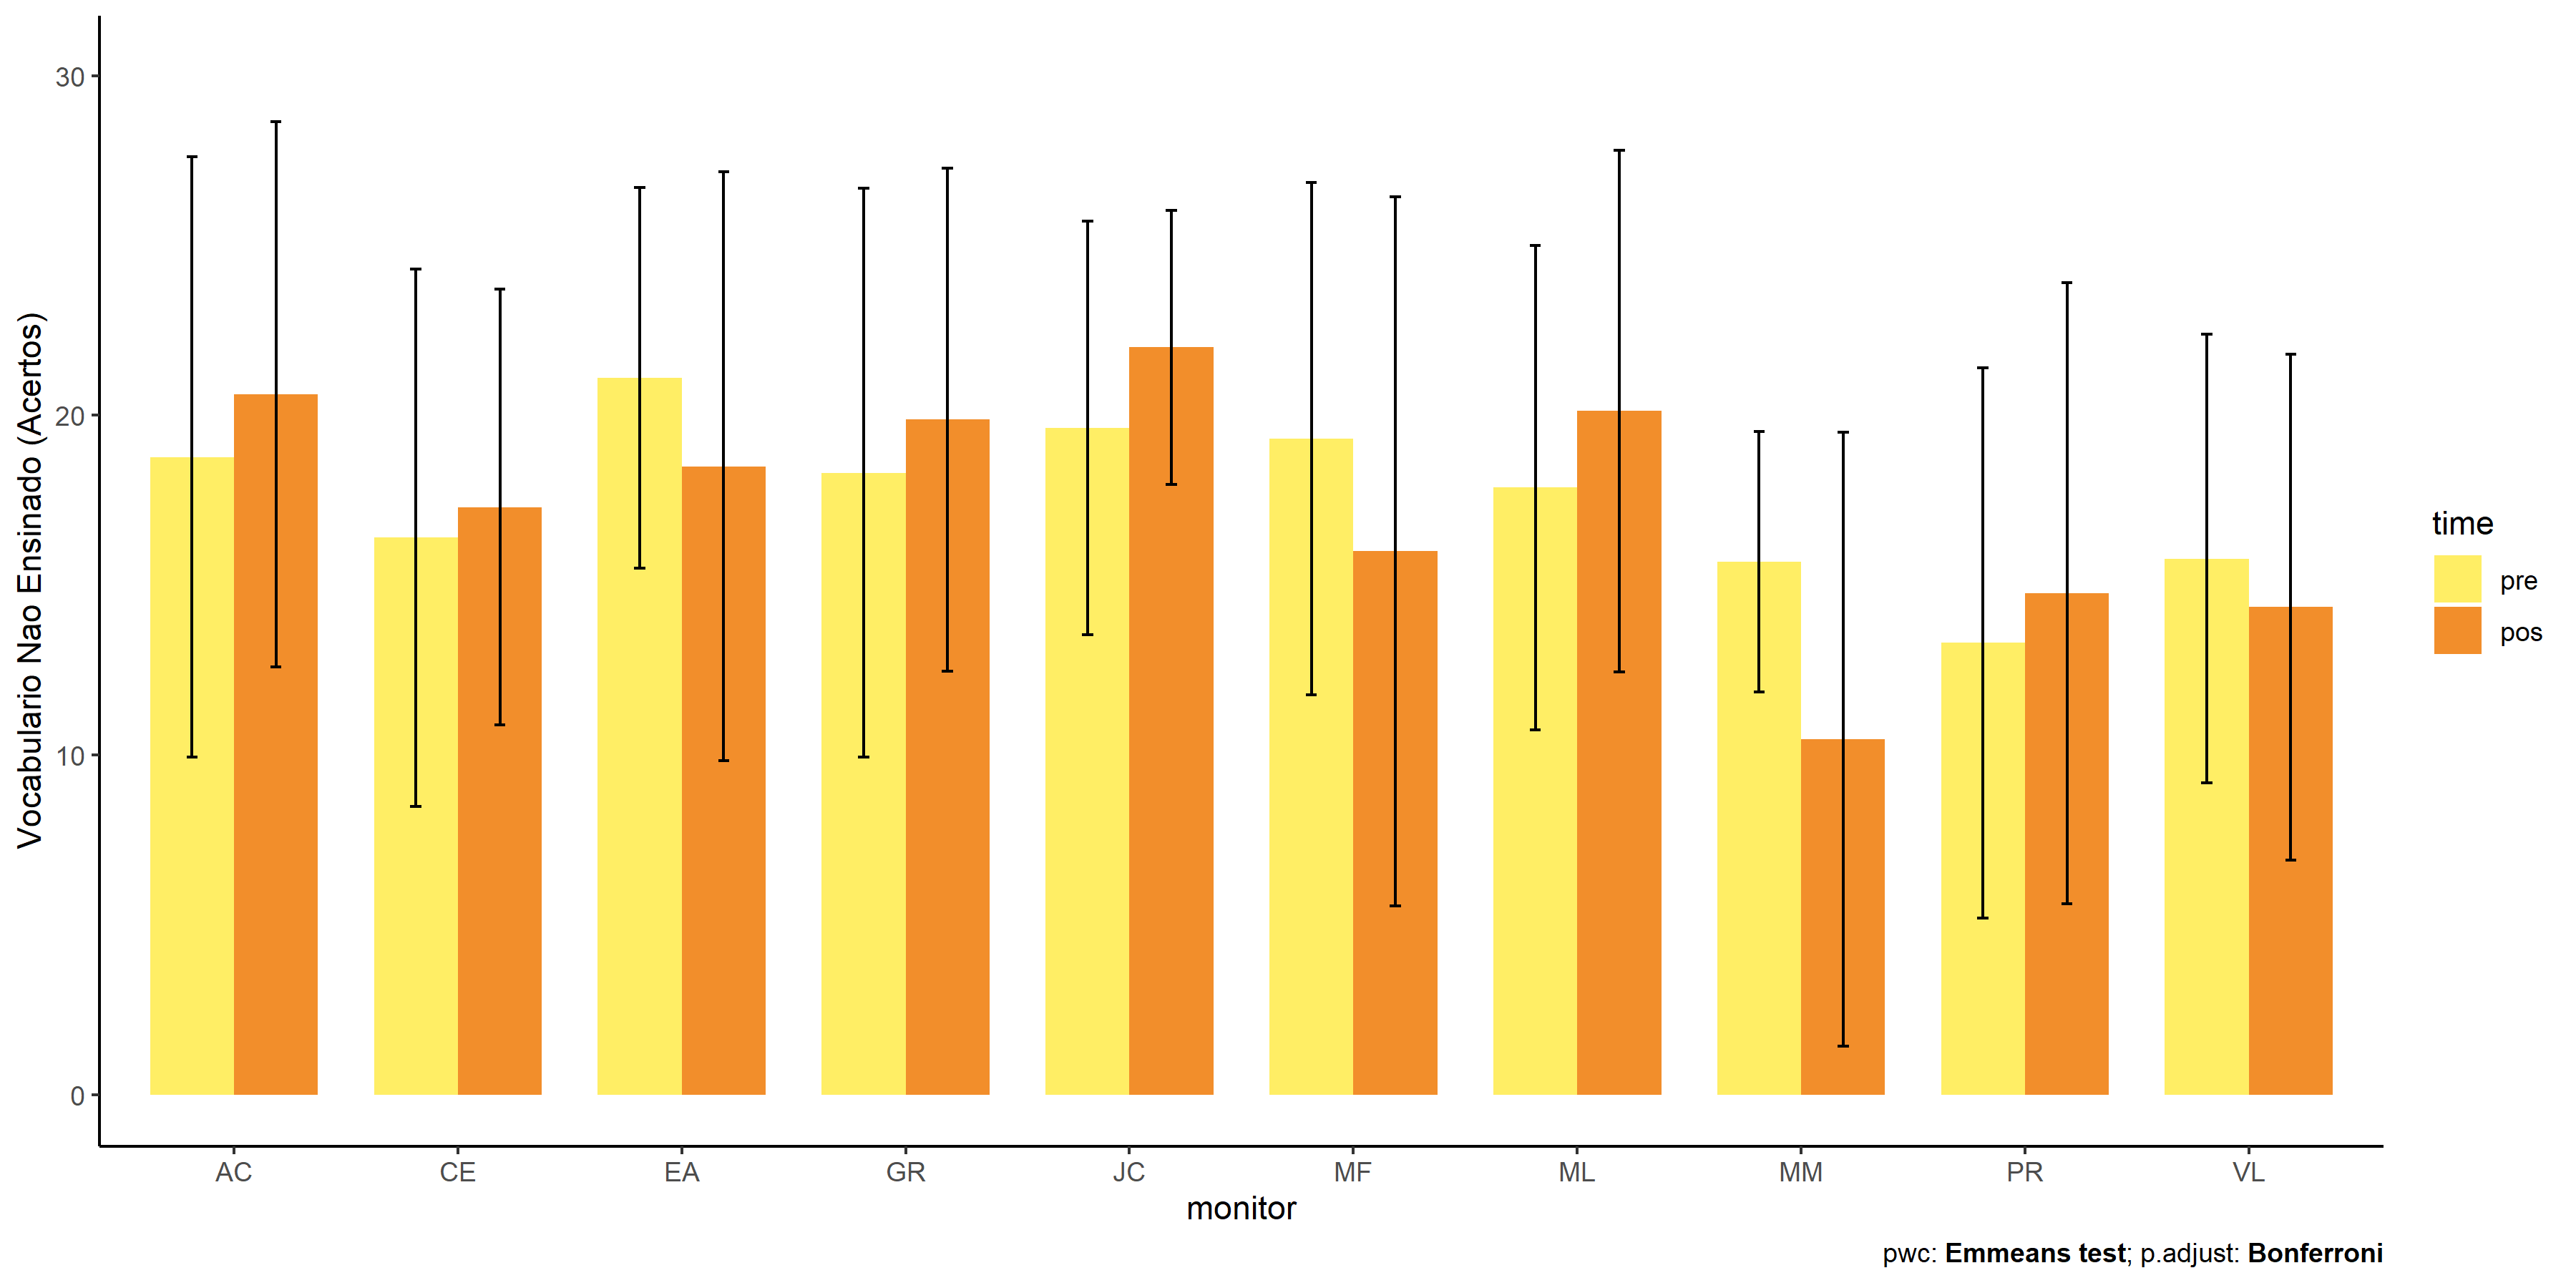 Vocabulario Nao Ensinado (Acertos)
30
20
10
0
AC CE EA GR JC MF ML MM PR VL
monitor
time
pre
pos
pwc: Emmeans test; p.adjust: Bonferroni